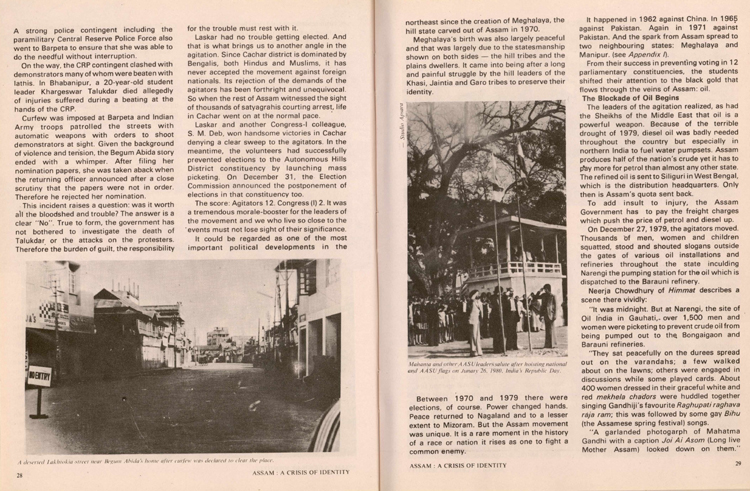 A strong police contingent including the
paramilitary Central Reserve Police Force also
went to Barpeta to ensure that she was able to
do the needful without interruption.
On the way, the CRP contingent clashed with
demonstrators many of whom were beaten with
lathis. In Bhabanipur, a 20-year-old student
leader Khargeswar Talukdar died allegedly
of injuries suffered during a beating at the
hands of the CRP.
Curfew was imposed at Barpeta and Indian
Army troops patrolled the streets with
automatic weapons with orders to shoot
demonstrators at sight. Given the background
of violence and tension, the Begum Abida story
ended with a whimper. After filing her
nomination papers, she was taken aback when
the returning officer announced after a close
scrutiny that the papers were not in order.
Therefore he rejected her nomination.
This incident raises a question: was it worth
all the bloodshed and trouble? The answer is a
clear "No". True to form, the government has
not bothered to investigate the death of
Talukdar or the attacks on the protesters.
Therefore the burden of guilt, the responsibility
for the trouble must rest with it.
Laskar had no trouble getting elected. And
that is what brings us to another angle in the
agitation. Since Cachar district is dominated by
Bengalis, both Hindus and Muslims, it has
never accepted the movement against foreign
nationals. Its rejection of the demands of the
agitators has been forthright and unequivocal.
So when the rest of Assam witnessed the sight
of thousands of satyagrahis courting arrest, life
in Cachar went on at the normal pace.
Laskar and another Congress-I colleague,
S. M. Deb, won handsome victories in Cachar
denying a clear sweep to the agitators. In the
meantime, the volunteers had successfully
prevented elections to the Autonomous Hills
District constituency by launching mass
picketing. On December 31, the Election
Commission announced the postponement of
elections in that constituency too.
The score: Agitators 12. Congress (I) 2. It was
a tremendous morale-booster for the leaders of
the movement and we who live so close to the
events must not lose sight of their significance.
It could be regarded as one of the most
important political developments in the
NO ENTRY
A deserted Lakhtokia street near Begum Abida's home after curfew was declared to clear the place.
28
ASSAM : A CRISIS OF IDENTITY
northeast since the creation of Meghalaya, the
hill state carved out of Assam in 1970.
Meghalaya's birth was also largely peaceful
and that was largely due to the statesmanship
shown on both sides — the hill tribes and the
plains dwellers. It came into being after a long
and painful struggle by the hill leaders of the
Khasi, Jaintia and Garo tribes to preserve their
identity.
Mahanta and other AASU leaders salute after hoisting national
and AASU flags on January 26, 1980, India's Republic Day.
Between 1970 and 1979 there were
elections, of course. Power changed hands.
Peace returned to Nagaland and to a lesser
extent to Mizoram. But the Assam movement
was unique. It is a rare moment in the history
of a race or nation it rises as one to fight a
common enemy.
It happened in 1962 against China. In 1965
against Pakistan. Again in 1971 against
Pakistan. And the spark from Assam spread to
two neighbouring states: Meghalaya and
Manipur. (see Appendix I).
From their success in preventing voting in 12
parliamentary constituencies, the students
shifted their attention to the black gold that
flows through the veins of Assam: oil.
The Blockade of Oil Begins
The leaders of the agitation realized, as had
the Sheikhs of the Middle East that oil is a
powerful weapon. Because of the terrible
drought of 1979, diesel oil was badly needed
throughout the country but especially in
northern India to fuel water pumpsets. Assam
produces half of the nation's crude yet it has to
pay more for petrol than almost any other state.
The refined oil is sent to Siliguri in West Bengal,
which is the distribution headquarters. Only
then is Assam's quota sent back.
To add insult to injury, the Assam
Government has to pay the freight charges
which push the price of petrol and diesel up.
On December 27, 1979, the agitators moved.
Thousands of men, women and children
squatted, stood and shouted slogans outside
the gates of various oil installations and
refineries throughout the state inculding
Narengi the pumping station for the oil which is
dispatched to the Barauni refinery.
Neerja Chowdhury of Himmat describes a
scene there vividly:
"It was midnight. But at Narengi, the site of
Oil India in Gauhati, over 1,500 men and
women were picketing to prevent crude oil from
being pumped out to the Bongaigaon and
Barauni refineries.
"They sat peacefully on the durees spread
out on the varandahs; a few walked
about on the lawns; others were engaged in
discussions while some played cards. About
400 women dressed in their graceful white and
red mekhela chadors were huddled together
singing Gandhiji's favourite Raghupati raghava
raja ram; this was followed by some gay Bihu
(the Assamese spring festival) songs.
"A garlanded photogarph of Mahatma
Gandhi with a caption Joi Ai Axom (Long live
Mother Assam) looked down on them."
ASSAM : A CRISIS OF IDENTITY
29